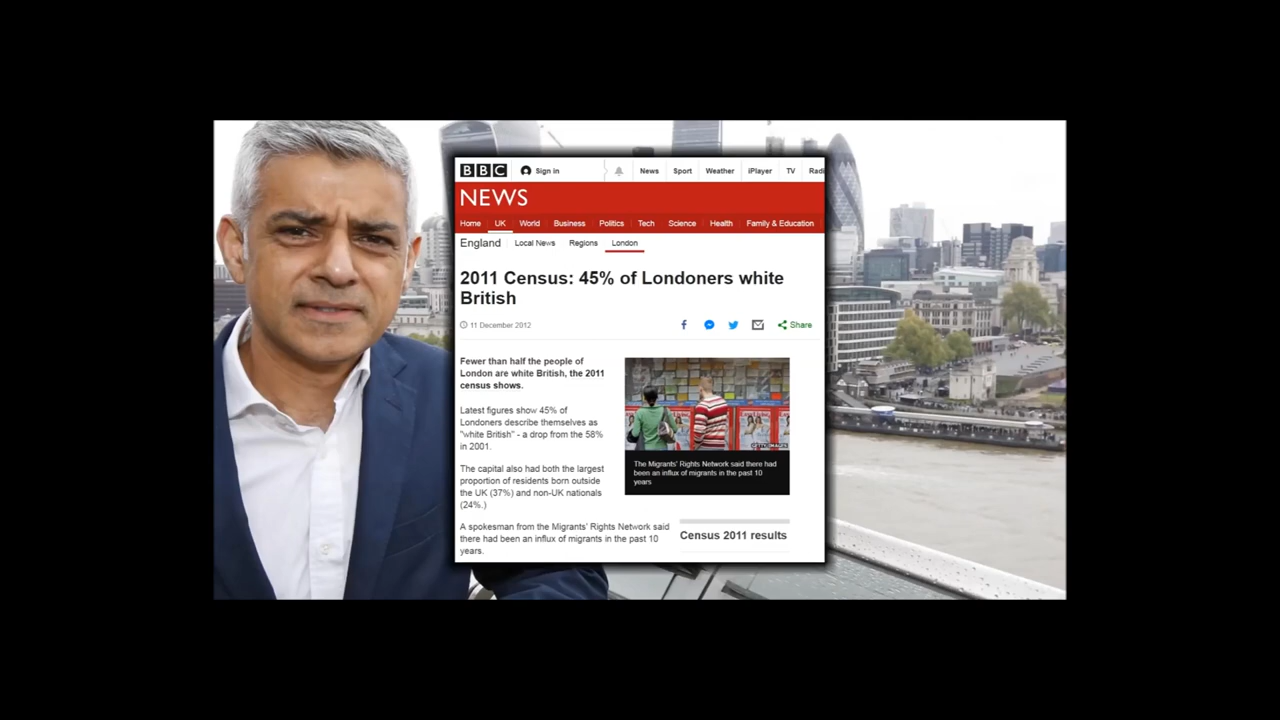 BBC Sign in News Sport Weather iPlayer TV Radi
NEWS
Home UK World Business Politics Tech Science Health Family & Education
England Local News Regions London
2011 Census: 45% of Londoners white
British
11 December 2012
Share
Fewer than half the people of
London are white British, the 2011
census shows.
Latest figures show 45% of
Londoners describe themselves as
"white British" - a drop from the 58%
in 2001.
The capital also had both the largest
proportion of residents born outside
the UK (37%) and non-UK nationals
(24%.)
A spokesman from the Migrants' Rights Network said
there had been an influx of migrants in the past 10
years.
GETTY IMAGES
The Migrants' Rights Network said there had
been an influx of migrants in the past 10
years
Census 2011 results